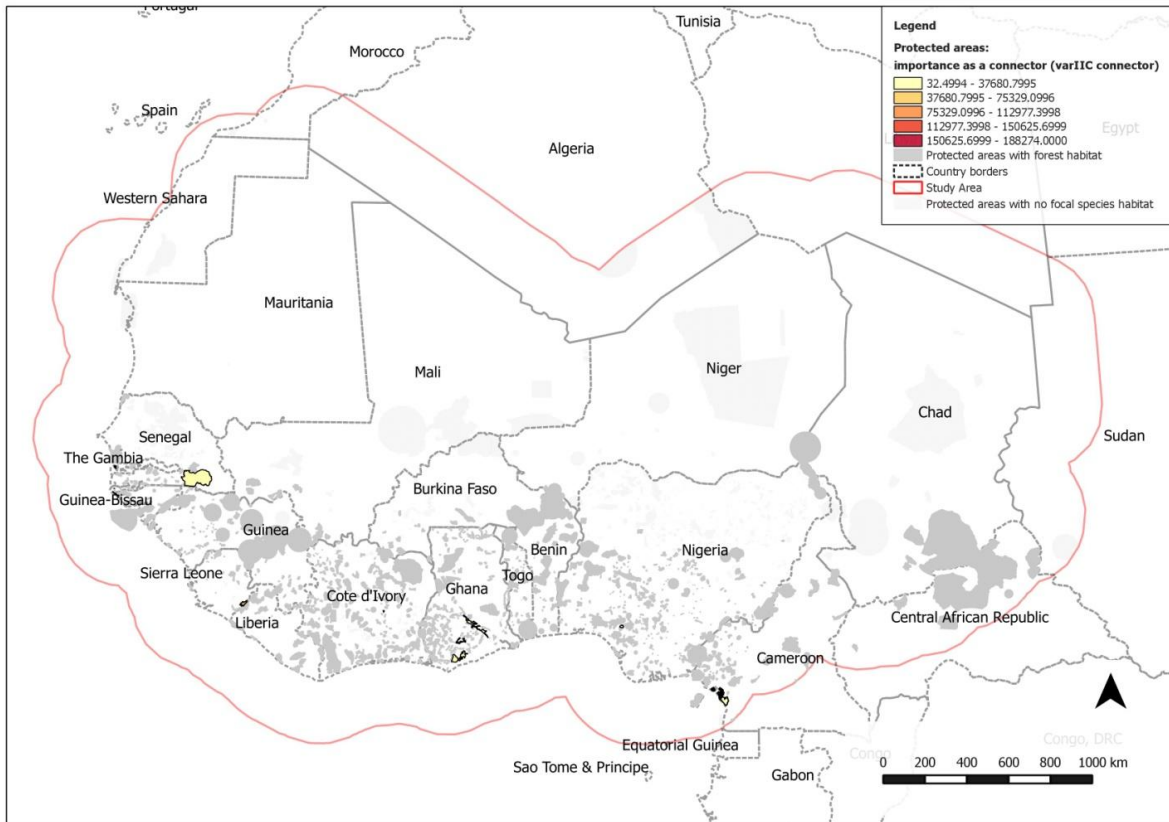 Portugal
Tunisia
Morocco
Spain
Algeria
Egypt
Western Sahara
Legend
Protected areas:
importance as a connector (varIIC connector)
32.4994 - 37680.7995
37680.7995 - 75329.0996
75329.0996 - 112977.3998
112977.3998 - 150625.6999
150625.6999 - 188274.0000
Protected areas with forest habitat
Country borders
Study Area
Protected areas with no focal species habitat
Mauritania
Mali
Niger
Chad
Sudan
Senegal
The Gambia
Guinea-Bissau
Burkina Faso
Guinea
Benin
Nigeria
Sierra Leone
Cote d'Ivory
Ghana
Togo
Liberia
Central African Republic
Cameroon
Equatorial Guinea
Sao Tome & Principe
Gabon
Congo
Congo, DRC
0 200 400 600 800 1000 km